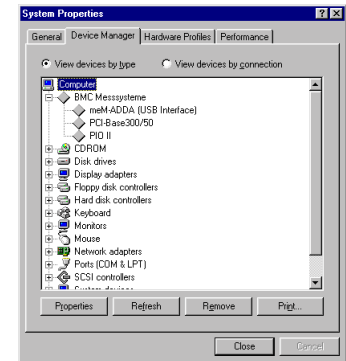 System Properties
General Device Manager Hardware Profiles Performance
View devices by type View devices by connection
Computer
BMC Messsysteme
meM-ADDA (USB Interface)
PCI-Base300/50
PIO II
CDROM
Disk drives
Display adapters
Floppy disk controllers
Hard disk controllers
Keyboard
Monitors
Mouse
Network adapters
Ports (COM & LPT)
SCSI controllers
System devices
Properties Refresh Remove Print...
Close Cancel